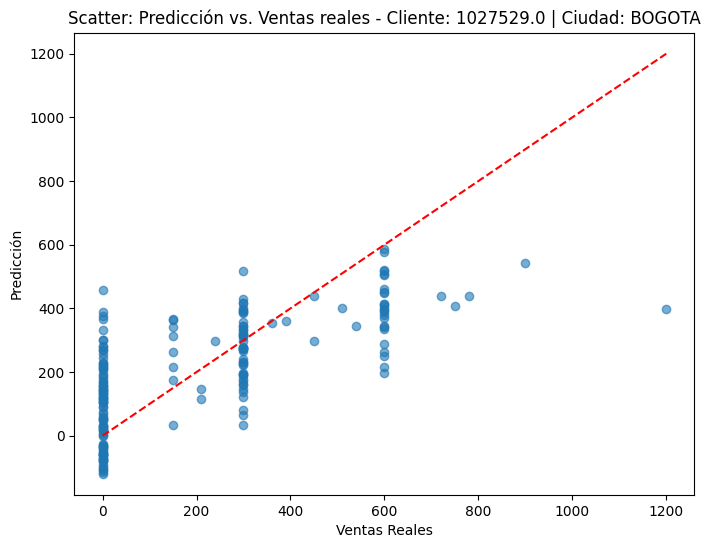 Scatter: Predicción vs. Ventas reales - Cliente: 1027529.0 | Ciudad: BOGOTA
1200
1000
800
600
400
200
0
Predicción
0 200 400 600 800 1000 1200
Ventas Reales